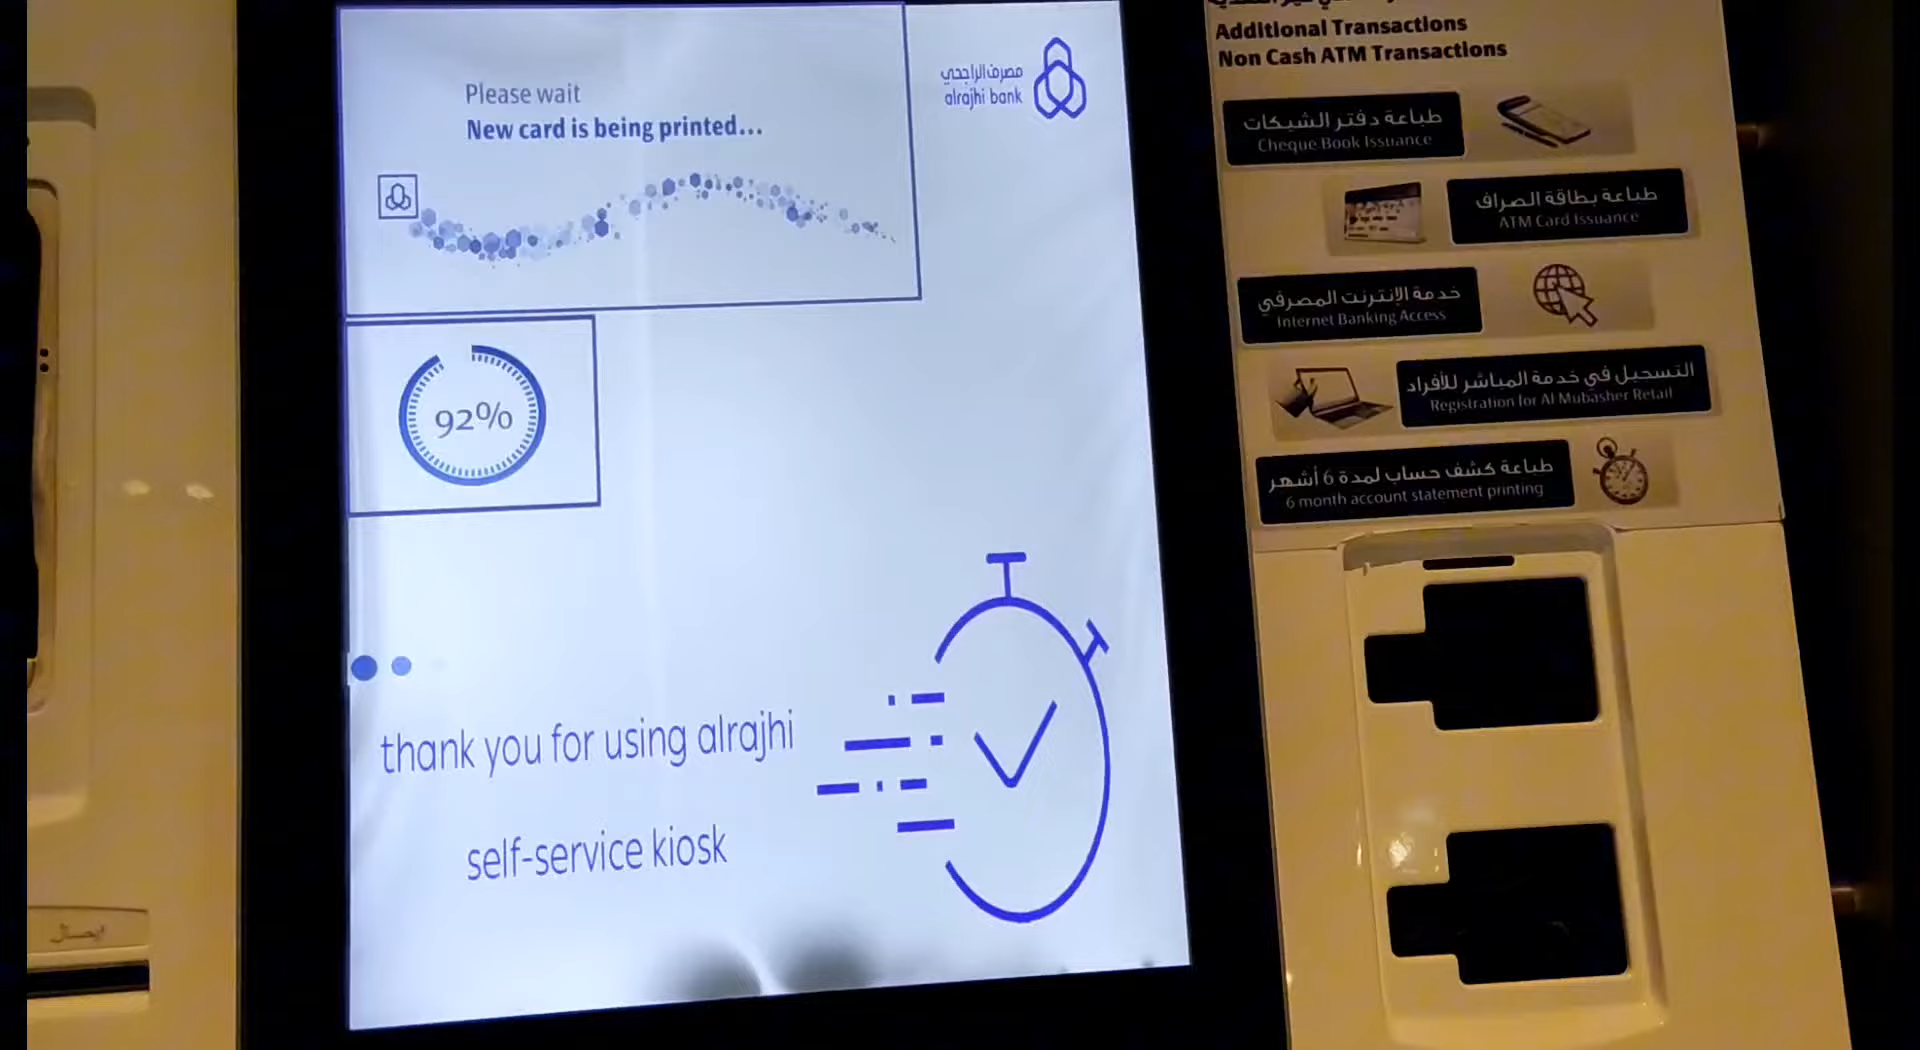 Please wait
New card is being printed...
مصرف الراجحي
alrajhi bank
92%
thank you for using alrajhi
self-service kiosk
Additional Transactions
Non Cash ATM Transactions
طباعة دفتر الشيكات
Cheque Book Issuance
طباعة بطاقة الصراف
ATM Card Issuance
خدمة الإنترنت المصرفي
Internet Banking Access
التسجيل في خدمة المباشر للأفراد
Registration for Al Mubasher Retail
طباعة كشف حساب لمدة 6 أشهر
6 month account statement printing
إيصال